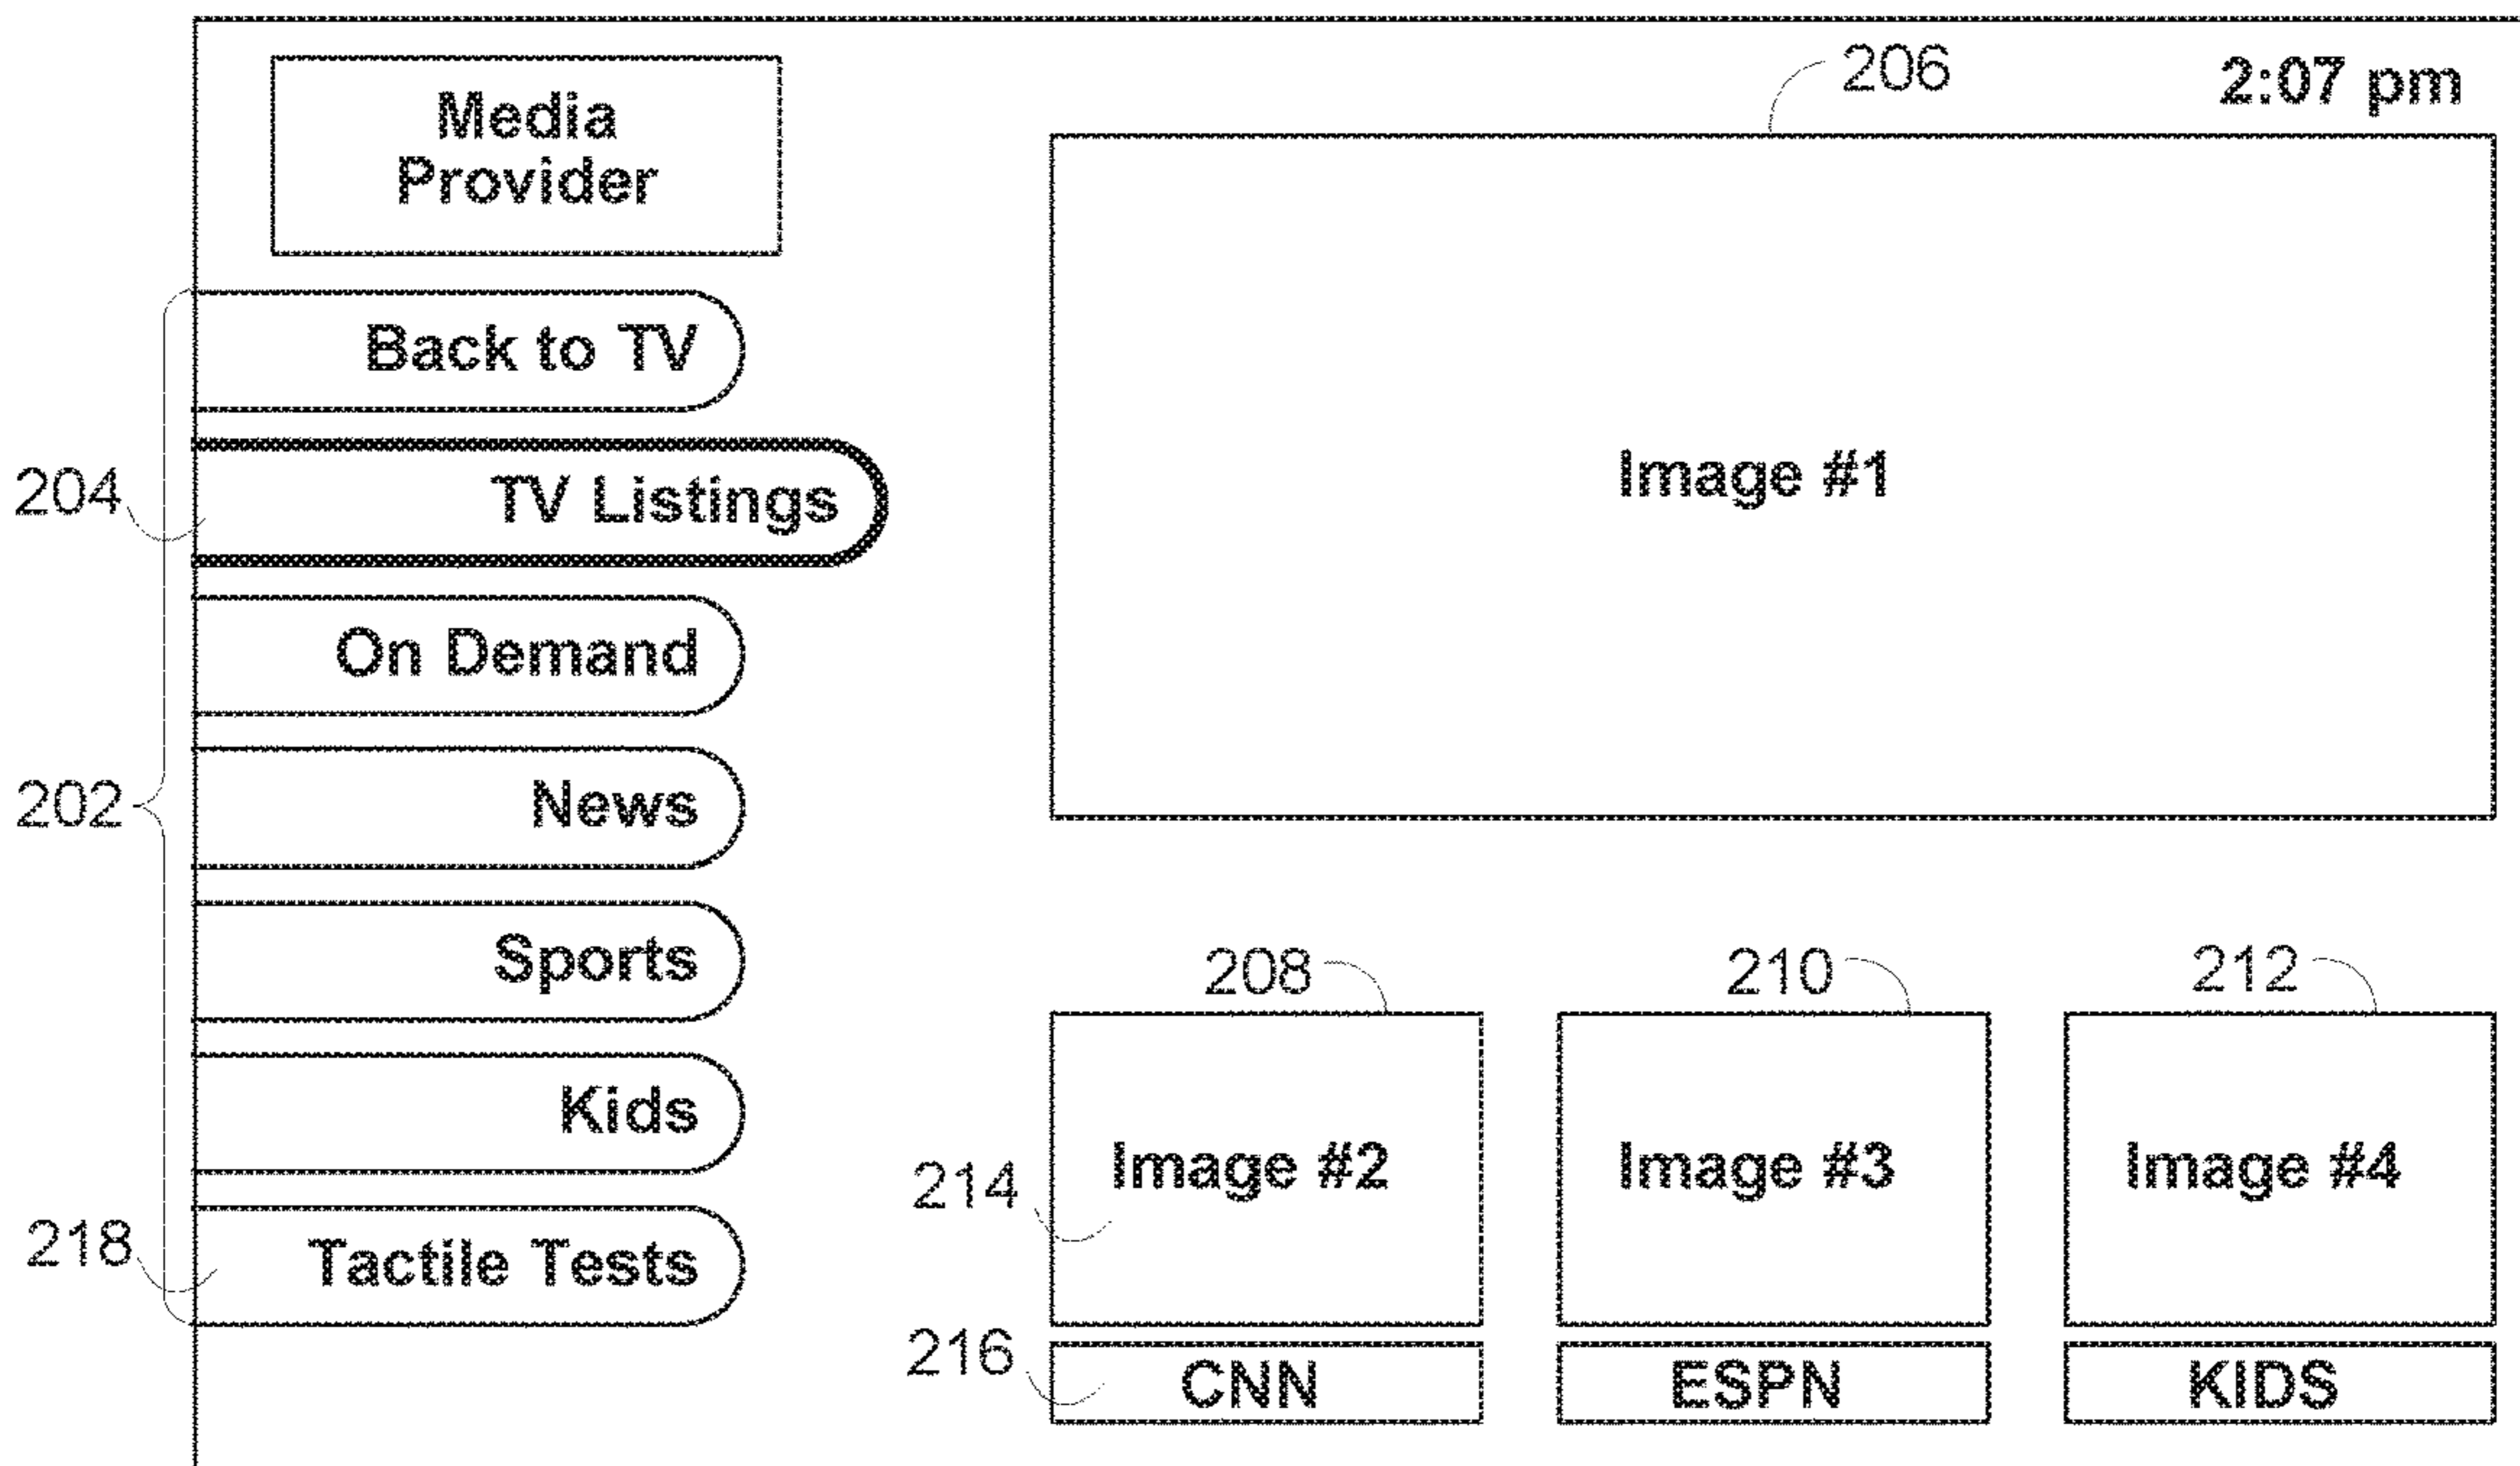 206
2:07 pm
Media
Provider
Back to TV
204
TV Listings
Image #1
On Demand
202
News
Sports
208
210
212
Kids
214
Image #2
Image #3
Image #4
218
Tactile Tests
216
CNN
ESPN
KIDS